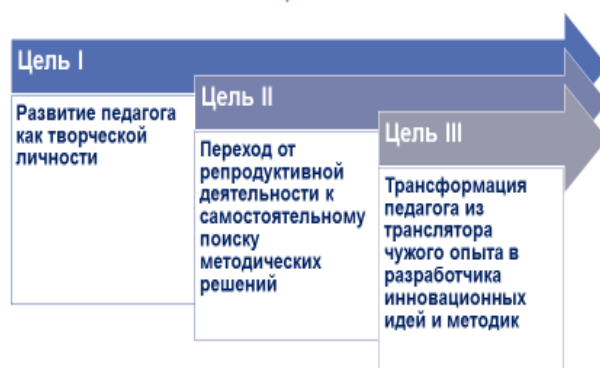 Цель I
Развитие педагога
как творческой
личности
Цель II
Переход от
репродуктивной
деятельности к
самостоятельному
поиску
методических
решений
Цель III
Трансформация
педагога из
транслятора
чужого опыта в
разработчика
инновационных
идей и методик